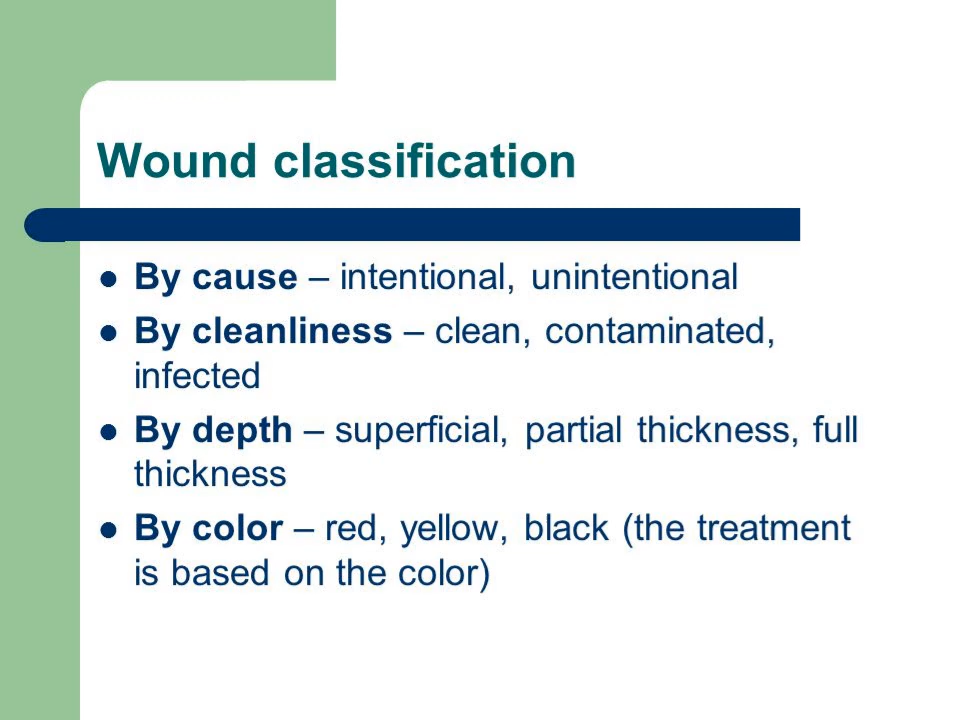 Wound classification
● By cause – intentional, unintentional
● By cleanliness – clean, contaminated,
infected
● By depth – superficial, partial thickness, full
thickness
● By color – red, yellow, black (the treatment
is based on the color)